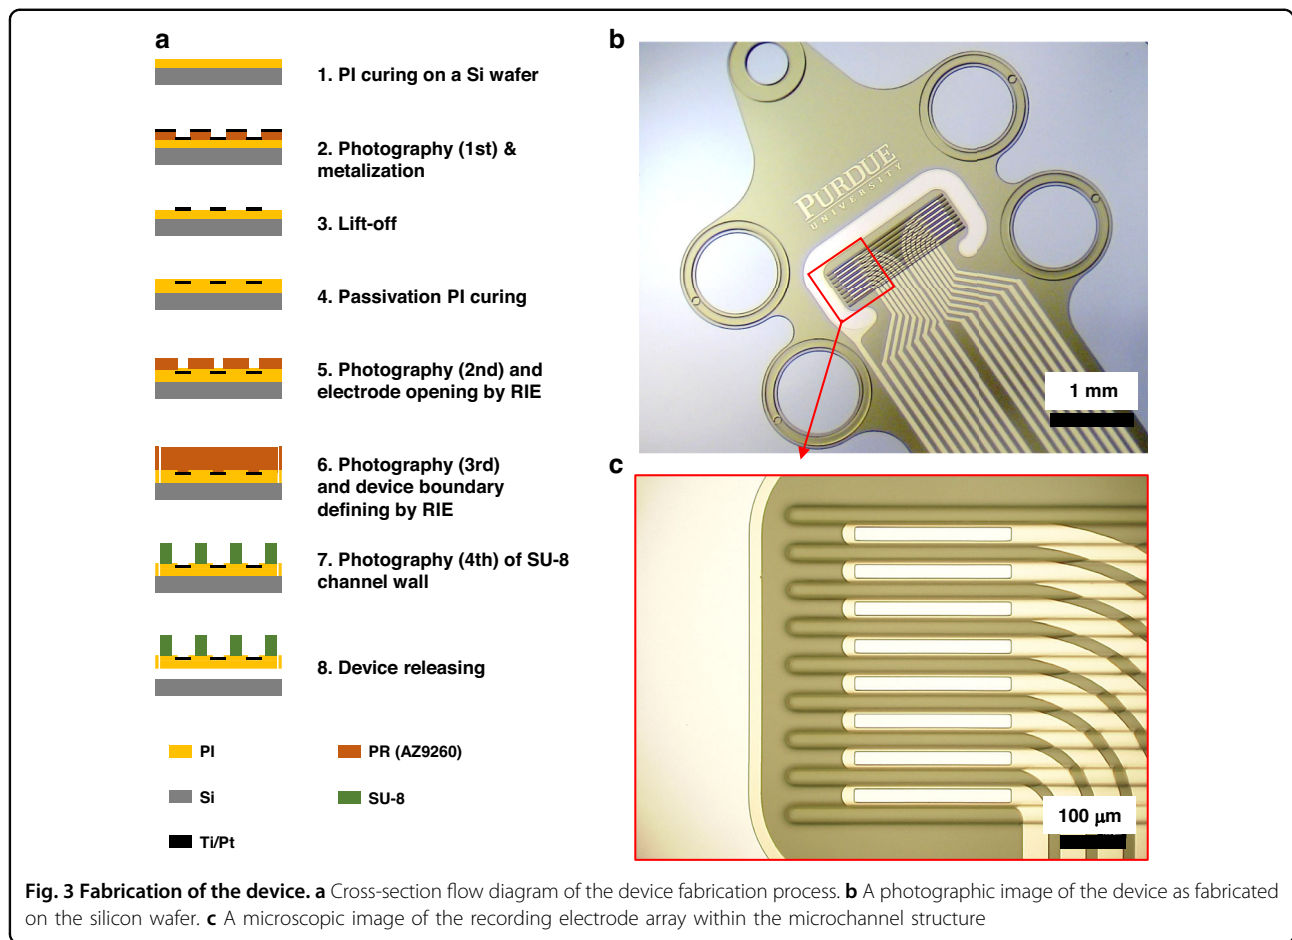 a
1. PI curing on a Si wafer
2. Photography (1st) &
metalization
3. Lift-off
4. Passivation PI curing
5. Photography (2nd) and
electrode opening by RIE
6. Photography (3rd)
and device boundary
defining by RIE
7. Photography (4th) of SU-8
channel wall
8. Device releasing
PI
PR (AZ9260)
Si
SU-8
Ti/Pt
b
PURDUE
UNIVERSITY
1 mm
c
100 µm
Fig. 3 Fabrication of the device. a Cross-section flow diagram of the device fabrication process. b A photographic image of the device as fabricated
on the silicon wafer. c A microscopic image of the recording electrode array within the microchannel structure